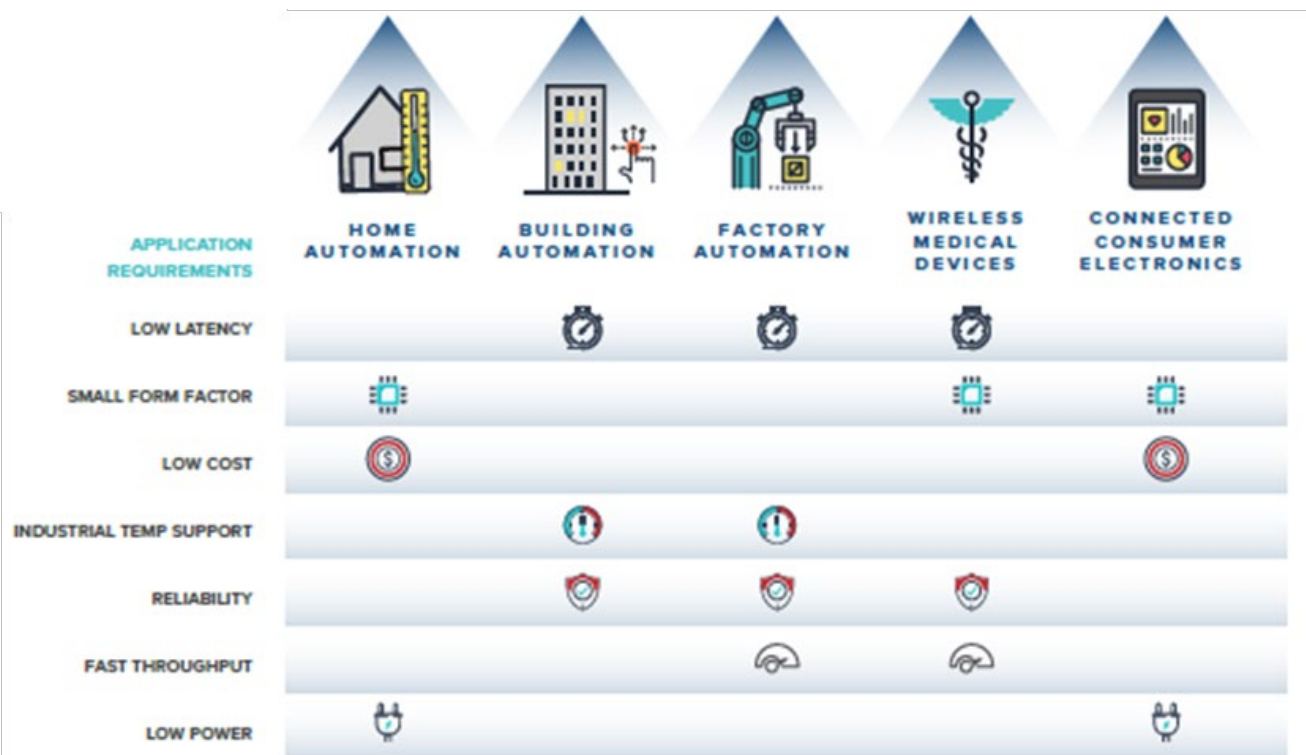 HOME
AUTOMATION
BUILDING
AUTOMATION
FACTORY
AUTOMATION
WIRELESS
MEDICAL
DEVICES
CONNECTED
CONSUMER
ELECTRONICS
APPLICATION
REQUIREMENTS
LOW LATENCY
SMALL FORM FACTOR
LOW COST
$
$
INDUSTRIAL TEMP SUPPORT
RELIABILITY
FAST THROUGHPUT
LOW POWER